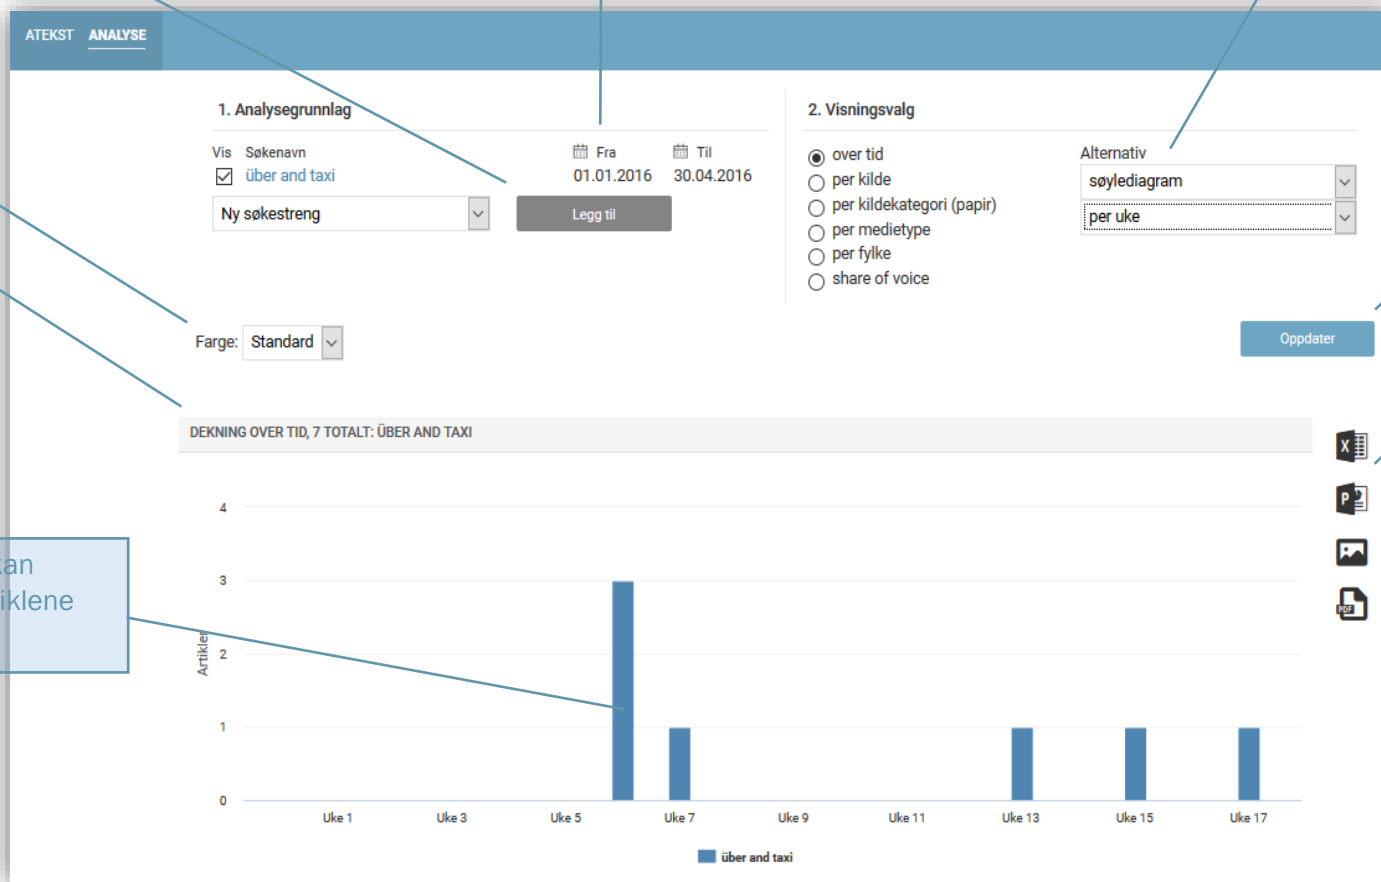 ATEKST ANALYSE
1. Analysegrunnlag
Vis Søkenavn Fra Til
über and taxi 01.01.2016 30.04.2016
Ny søkestreng Legg til
2. Visningsvalg
over tid
per kilde
per kildekategori (papir)
per medietype
per fylke
share of voice
Alternativ
søylediagram
per uke
Farge: Standard
Oppdater
DEKNING OVER TID, 7 TOTALT: ÜBER AND TAXI
kan
iklene
4
3
2
1
0
Artikler
Uke 1 Uke 3 Uke 5 Uke 7 Uke 9 Uke 11 Uke 13 Uke 15 Uke 17
über and taxi
X
P
PDF